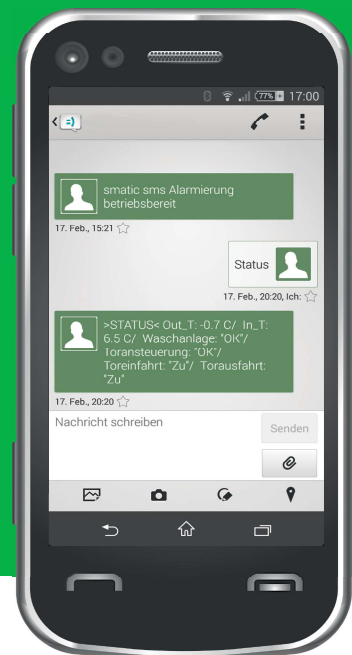 77% 17:00
smatic sms Alarmierung
betriebsbereit
17. Feb., 15:21
Status
17. Feb., 20:20, Ich:
>STATUS< Out_T: -0.7 C/ In_T:
6.5 C/ Waschanlage: "OK"/
Toransteuerung: "OK"/
Toreinfahrt: "Zu"/ Torausfahrt:
"Zu"
17. Feb., 20:20
Nachricht schreiben
Senden